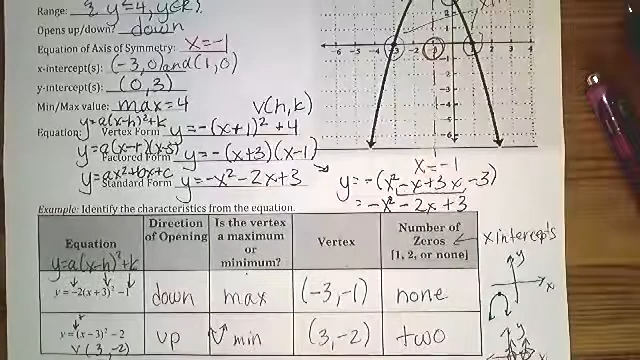 Range: { y ≤ 4, y∈R}
Opens up/down? down
Equation of Axis of Symmetry: x=-1
x-intercept(s): (-3,0) and (1,0)
y-intercept(s): (0,3)
Min/Max value: max=4
V(h,k)
y=a(x-h)²+k
Equation: Vertex Form y=-(x+1)²+4
y=a(x-r)(x-s)
Factored Form y=-(x+3)(x-1)
y=ax²+bx+c
Standard Form y=-x²-2x+3
x=-1
y=-(x²-x+3x-3)
=-x²-2x+3
-6 -4 -2 2 4
Example: Identify the characteristics from the equation.
Equation y=a(x-h)²+k
Direction of Opening
Is the vertex a maximum or minimum?
Vertex
Number of Zeros [1, 2, or none]
x intercepts
y=-2(x+3)²-1 down max (-3,-1) none
y=(x-3)²-2 up min (3,-2) two
V(3,-2)
y
x
y